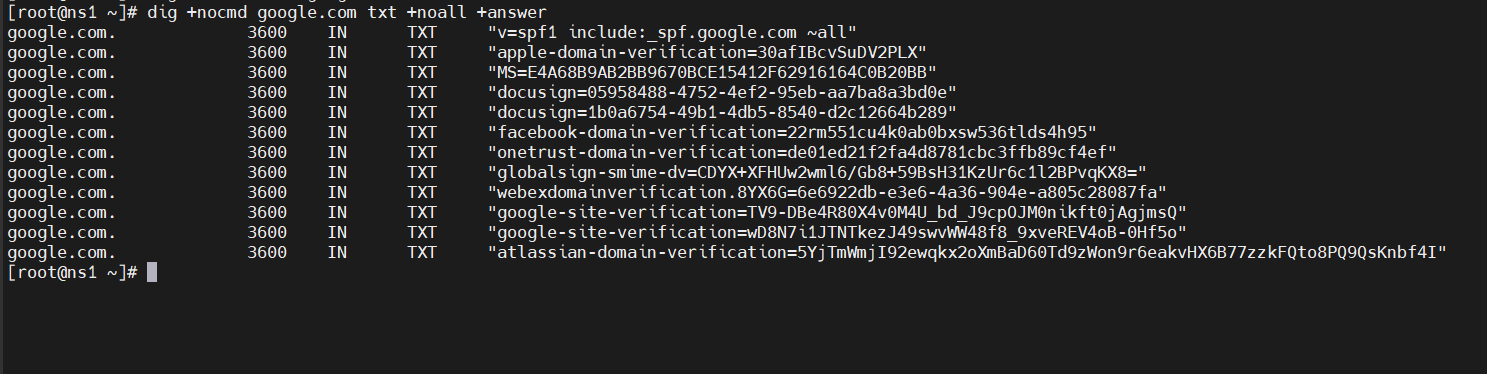 [root@ns1 ~]# dig +nocmd google.com txt +noall +answer
google.com. 3600 IN TXT "v=spf1 include:_spf.google.com ~all"
google.com. 3600 IN TXT "apple-domain-verification=30afIBcvSuDV2PLX"
google.com. 3600 IN TXT "MS=E4A68B9AB2BB9670BCE15412F62916164C0B20BB"
google.com. 3600 IN TXT "docusign=05958488-4752-4ef2-95eb-aa7ba8a3bd0e"
google.com. 3600 IN TXT "docusign=1b0a6754-49b1-4db5-8540-d2c12664b289"
google.com. 3600 IN TXT "facebook-domain-verification=22rm551cu4k0ab0bxsw536tlds4h95"
google.com. 3600 IN TXT "onetrust-domain-verification=de01ed21f2fa4d8781cbc3ffb89cf4ef"
google.com. 3600 IN TXT "globalsign-smime-dv=CDYX+XFHUw2wml6/Gb8+59BsH31KzUr6c1l2BPvqKX8="
google.com. 3600 IN TXT "webexdomainverification.8YX6G=6e6922db-e3e6-4a36-904e-a805c28087fa"
google.com. 3600 IN TXT "google-site-verification=TV9-DBe4R80X4v0M4U_bd_J9cpOJM0nikft0jAgjmsQ"
google.com. 3600 IN TXT "google-site-verification=wD8N7i1JTNTkezJ49swvWW48f8_9xveREV4oB-0Hf5o"
google.com. 3600 IN TXT "atlassian-domain-verification=5YjTmWmjI92ewqkx2oXmBaD60Td9zWon9r6eakvHX6B77zzkFQto8PQ9QsKnbf4I"
[root@ns1 ~]#